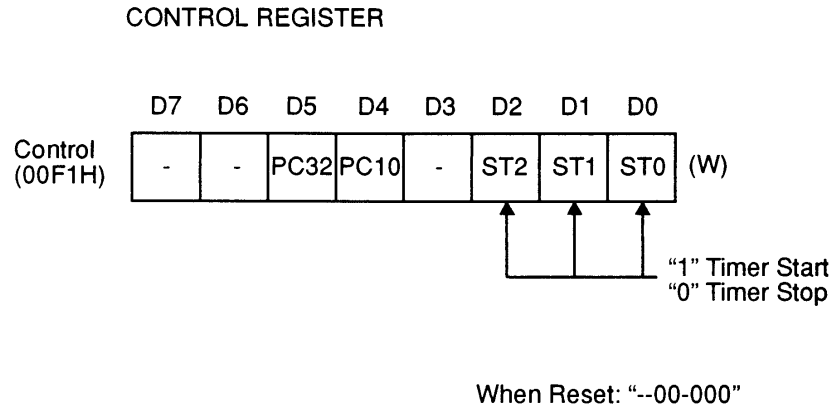 CONTROL REGISTER
D7 D6 D5 D4 D3 D2 D1 D0
Control
(00F1H)
- - PC32 PC10 - ST2 ST1 ST0 (W)
“1” Timer Start
“0” Timer Stop
When Reset: “--00-000”